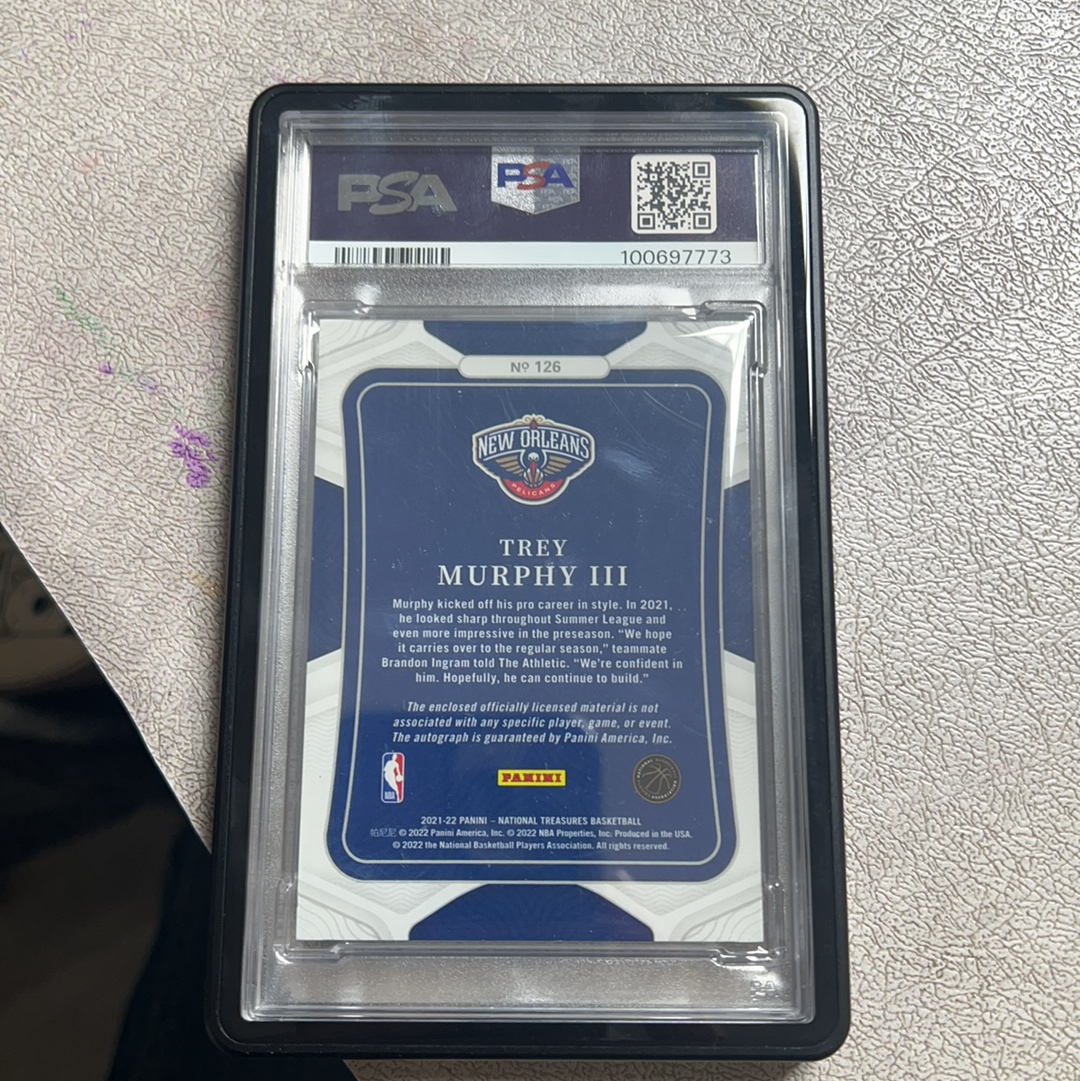 PSA
PSA
100697773
Nº 126
NEW ORLEANS
PELICANS
TREY
MURPHY III
Murphy kicked off his pro career in style. In 2021,
he looked sharp throughout Summer League and
even more impressive in the preseason. “We hope
it carries over to the regular season,” teammate
Brandon Ingram told The Athletic. “We're confident in
him. Hopefully, he can continue to build.”
The enclosed officially licensed material is not
associated with any specific player, game, or event.
The autograph is guaranteed by Panini America, Inc.
NBA
PANINI
2021-22 PANINI – NATIONAL TREASURES BASKETBALL
帕尼尼 © 2022 Panini America, Inc. © 2022 NBA Properties, Inc. Produced in the USA.
© 2022 the National Basketball Players Association. All rights reserved.